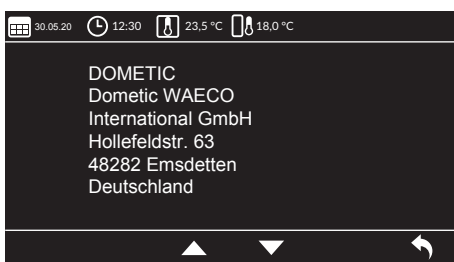 30.05.20 12:30 23,5 °C 18,0 °C
DOMETIC
Dometic WAECO
International GmbH
Hollefeldstr. 63
48282 Emsdetten
Deutschland